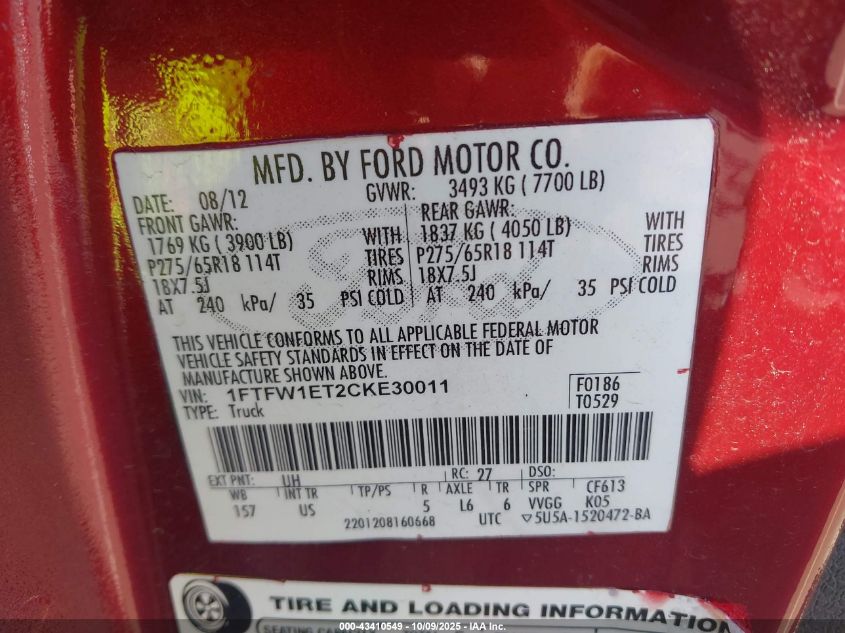 MFD. BY FORD MOTOR CO.
DATE: 08/12 GVWR: 3493 KG ( 7700 LB)
FRONT GAWR: REAR GAWR:
1769 KG ( 3900 LB) WITH 1837 KG ( 4050 LB) WITH
P275/65R18 114T TIRES P275/65R18 114T TIRES
18X7.5J RIMS 18X7.5J RIMS
AT 240 kPa/ 35 PSI COLD AT 240 kPa/ 35 PSI COLD
THIS VEHICLE CONFORMS TO ALL APPLICABLE FEDERAL MOTOR
VEHICLE SAFETY STANDARDS IN EFFECT ON THE DATE OF
MANUFACTURE SHOWN ABOVE.
VIN: 1FTFW1ET2CKE30011 F0186
TYPE: Truck T0529
EXT PNT: UH RC: 27 DSO:
WB INT TR TP/PS R AXLE TR SPR CF613
157 US 5 L6 6 VVGG K05
2201208160668 UTC ▽5U5A-1520472-BA
TIRE AND LOADING INFORMATION
000-43410549 - 10/09/2025 - IAA Inc.